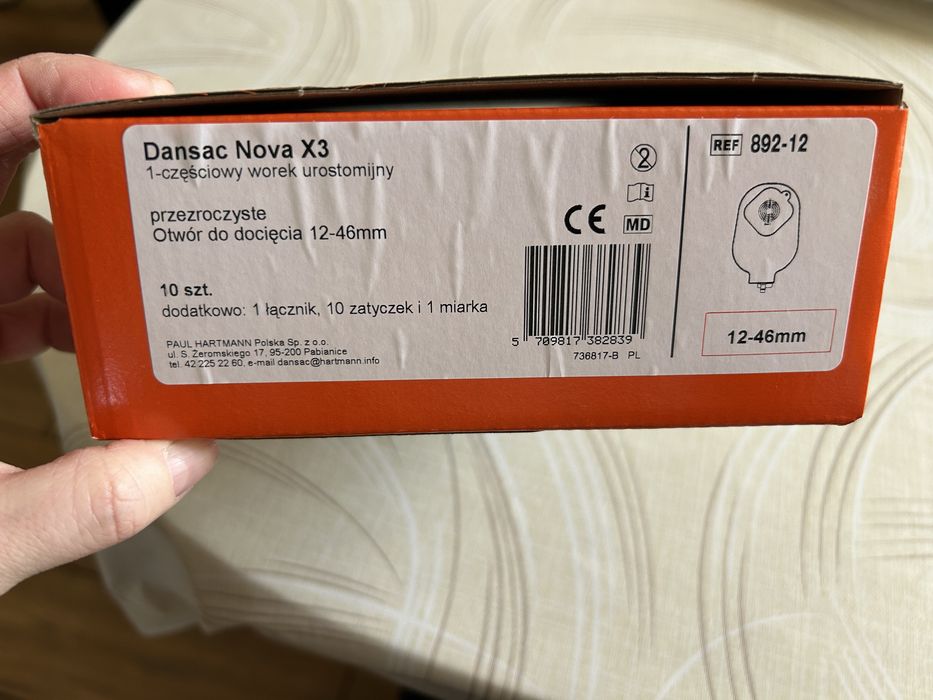 Dansac Nova X3
1-częściowy worek urostomijny
przezroczyste
Otwór do docięcia 12-46mm
10 szt.
dodatkowo: 1 łącznik, 10 zatyczek i 1 miarka
PAUL HARTMANN Polska Sp. z o.o.
ul. S. Żeromskiego 17, 95-200 Pabianice
tel. 42 225 22 60, e-mail dansac@hartmann.info
2
i
CE MD
5 709817 382839
736817-B PL
REF 892-12
12-46mm